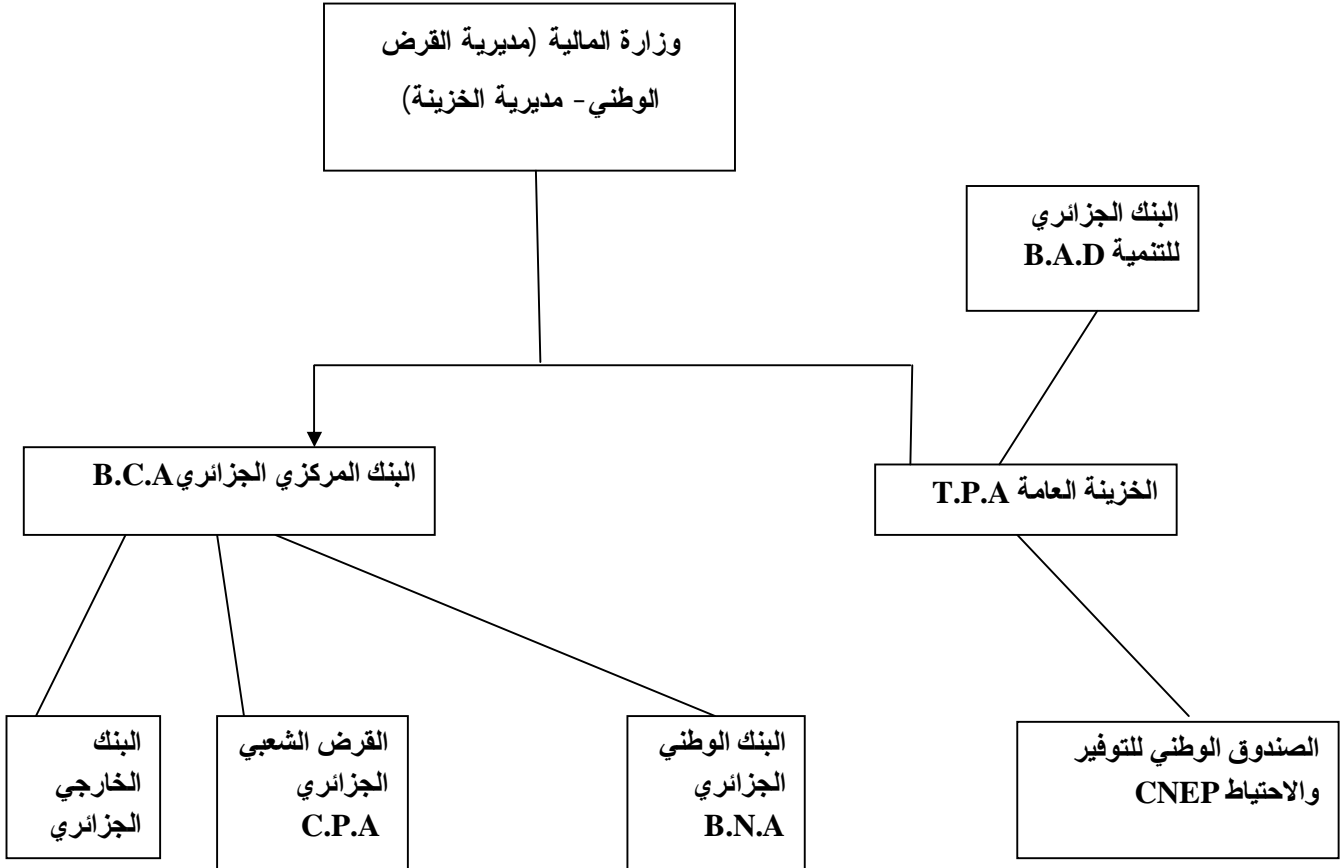 وزارة المالية (مديرية القرض
الوطني- مديرية الخزينة)
البنك الجزائري
للتنمية B.A.D
البنك المركزي الجزائري B.C.A
الخزينة العامة T.P.A
البنك
الخارجي
الجزائري
القرض الشعبي
الجزائري
C.P.A
البنك الوطني
الجزائري
B.N.A
الصندوق الوطني للتوفير
والاحتياط CNEP